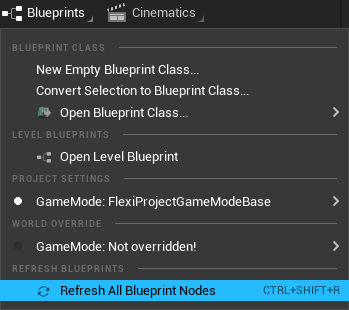 Blueprints Cinematics
BLUEPRINT CLASS
New Empty Blueprint Class...
Convert Selection to Blueprint Class...
Open Blueprint Class...
LEVEL BLUEPRINTS
Open Level Blueprint
PROJECT SETTINGS
GameMode: FlexiProjectGameModeBase
WORLD OVERRIDE
GameMode: Not overridden!
REFRESH BLUEPRINTS
Refresh All Blueprint Nodes CTRL+SHIFT+R